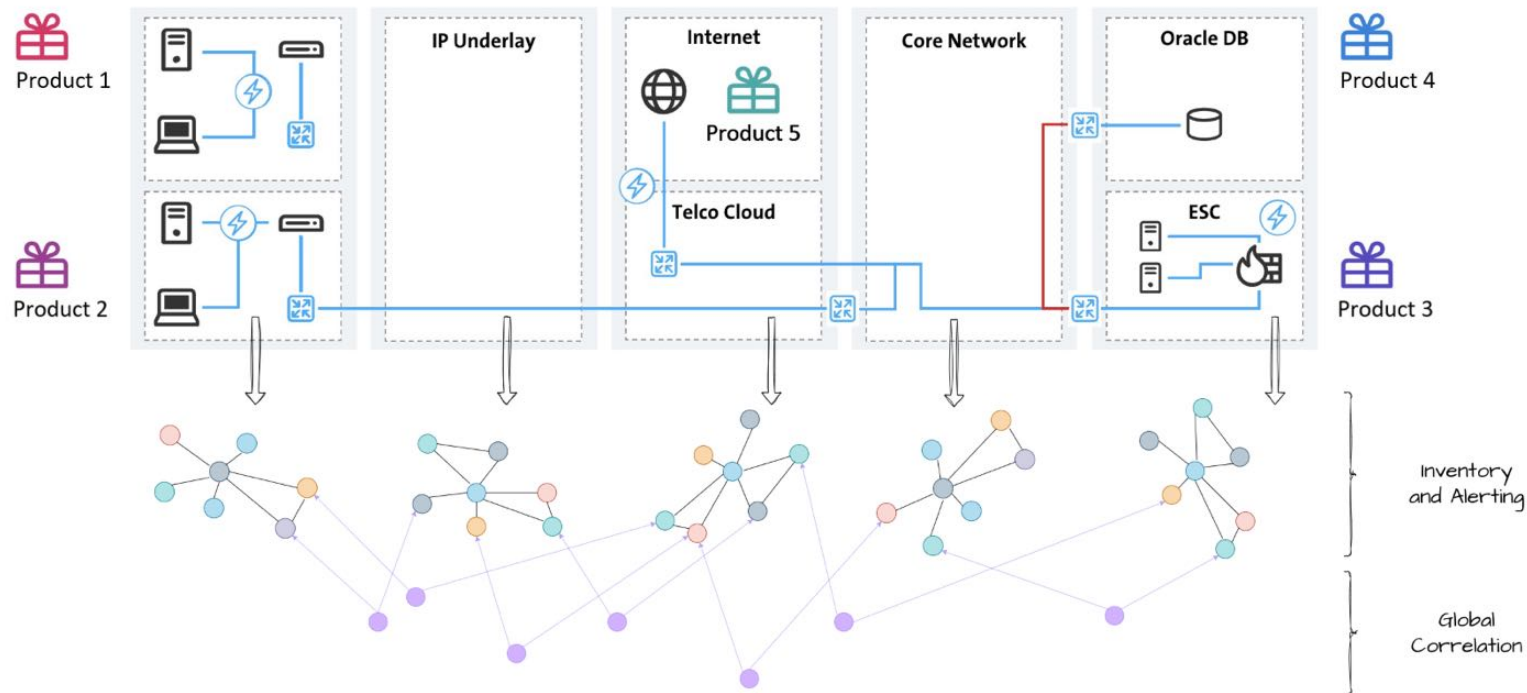 Product 1
IP Underlay
Internet
Core Network
Oracle DB
Product 4
Product 5
Telco Cloud
ESC
Product 2
Product 3
Inventory
and Alerting
Global
Correlation